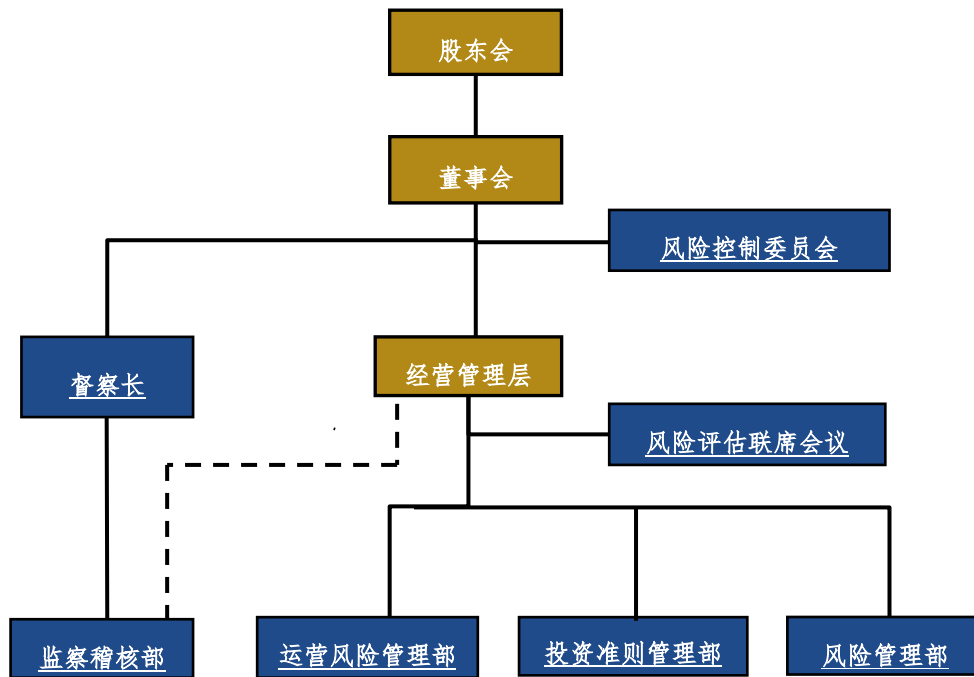 股东会
董事会
风险控制委员会
督察长
经营管理层
风险评估联席会议
监察稽核部
运营风险管理部
投资准则管理部
风险管理部